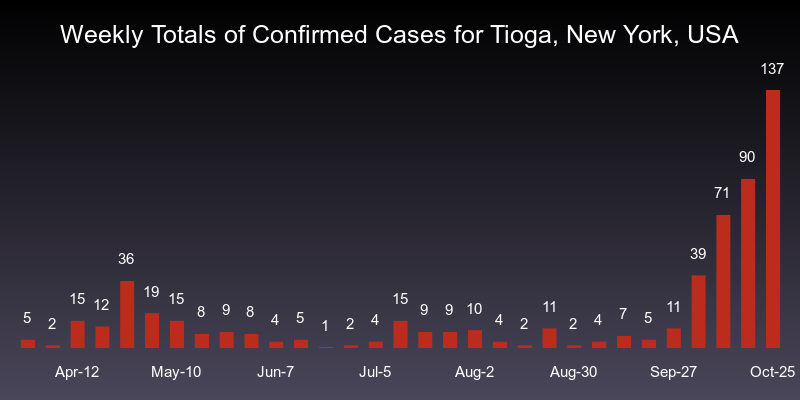 Weekly Totals of Confirmed Cases for Tioga, New York, USA
5 2 15 12 36 19 15 8 9 8 4 5 1 2 4 15 9 9 10 4 2 11 2 4 7 5 11 39 71 90 137
Apr-12 May-10 Jun-7 Jul-5 Aug-2 Aug-30 Sep-27 Oct-25